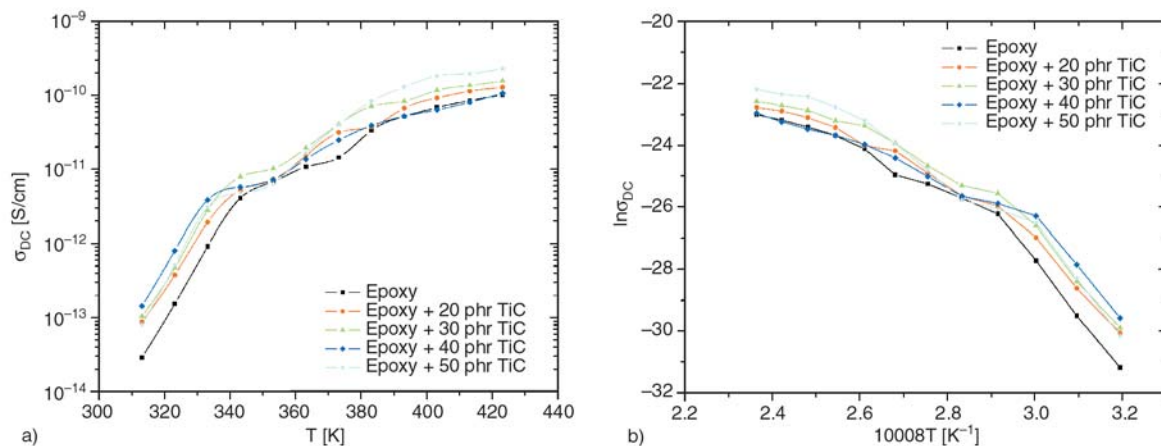 10⁻⁹
10⁻¹⁰
10⁻¹¹
10⁻¹²
10⁻¹³
10⁻¹⁴
σDC [S/cm]
Epoxy
Epoxy + 20 phr TiC
Epoxy + 30 phr TiC
Epoxy + 40 phr TiC
Epoxy + 50 phr TiC
300 320 340 360 380 400 420 440
T [K]
a)
−20
−22
−24
−26
−28
−30
−32
lnσDC
Epoxy
Epoxy + 20 phr TiC
Epoxy + 30 phr TiC
Epoxy + 40 phr TiC
Epoxy + 50 phr TiC
2.2 2.4 2.6 2.8 3.0 3.2
10008T [K⁻¹]
b)